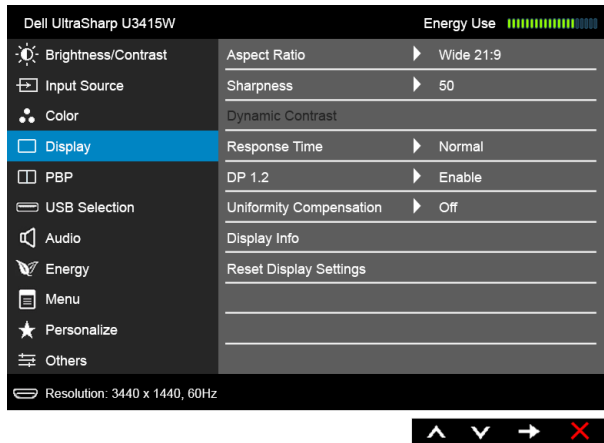 Dell UltraSharp U3415W Energy Use
Brightness/Contrast Aspect Ratio Wide 21:9
Input Source Sharpness 50
Color Dynamic Contrast
Display Response Time Normal
PBP DP 1.2 Enable
USB Selection Uniformity Compensation Off
Audio Display Info
Energy Reset Display Settings
Menu
Personalize
Others
Resolution: 3440 x 1440, 60Hz